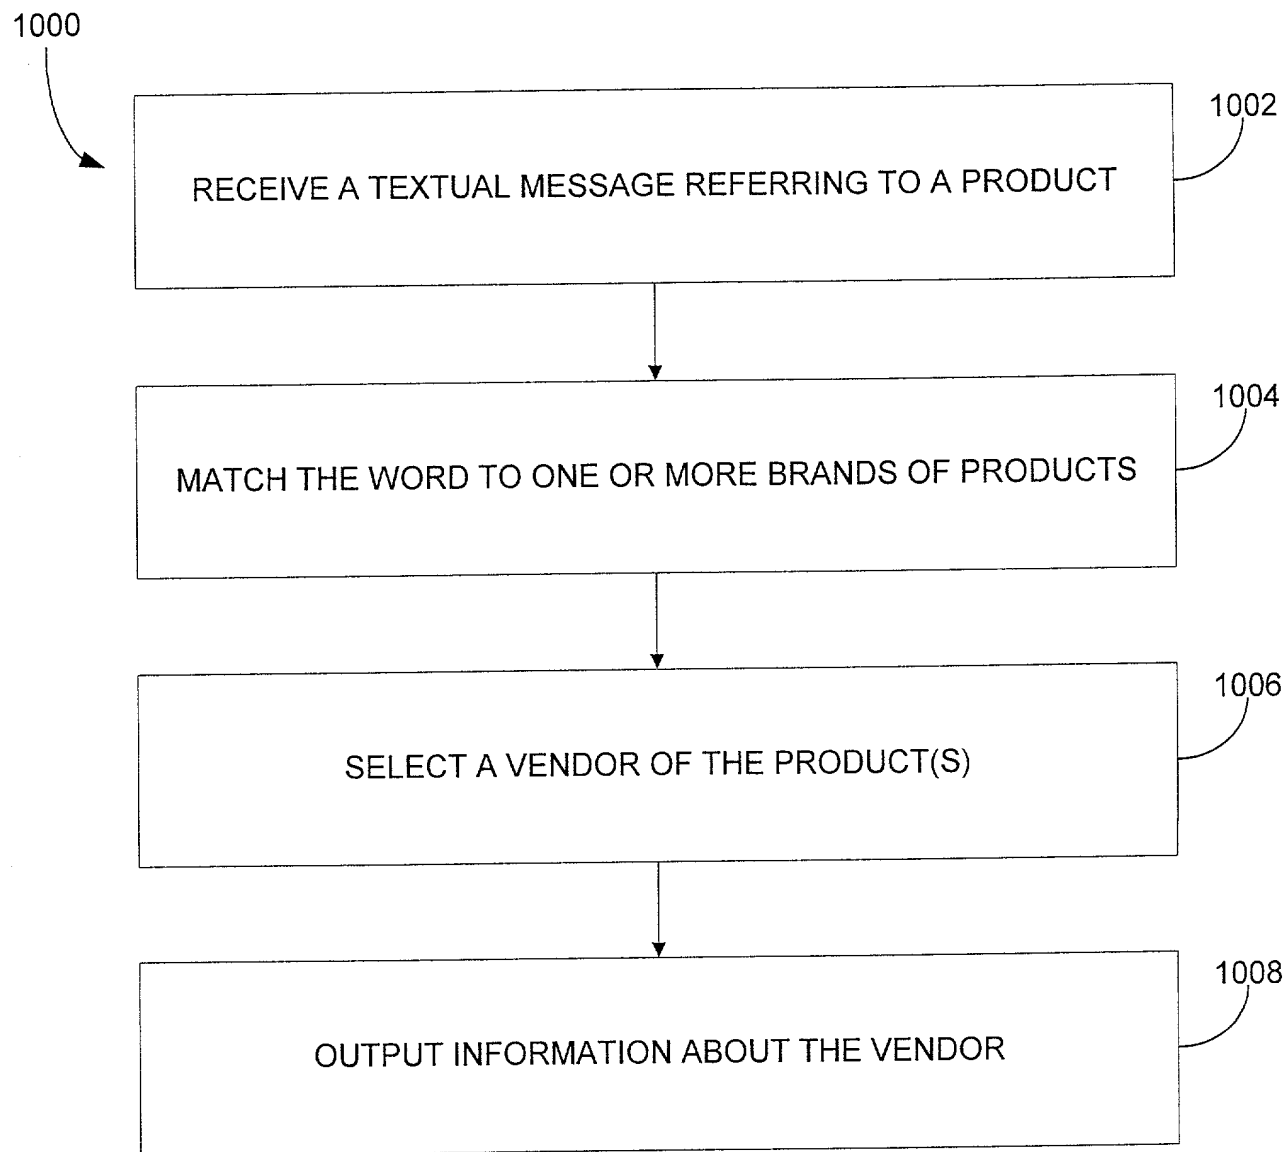 1000
1002
RECEIVE A TEXTUAL MESSAGE REFERRING TO A PRODUCT
1004
MATCH THE WORD TO ONE OR MORE BRANDS OF PRODUCTS
1006
SELECT A VENDOR OF THE PRODUCT(S)
1008
OUTPUT INFORMATION ABOUT THE VENDOR